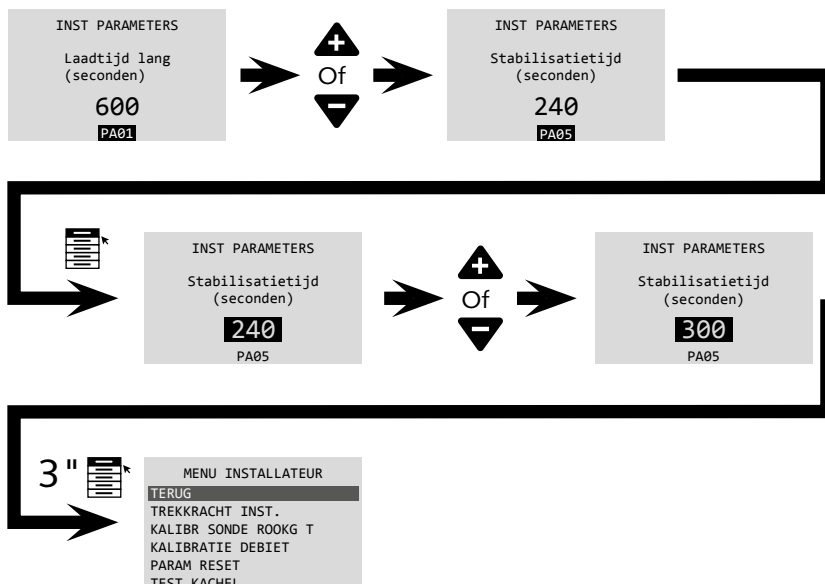 INST PARAMETERS
Laadtijd lang
(seconden)
600
PA01
Of
INST PARAMETERS
Stabilisatietijd
(seconden)
240
PA05
INST PARAMETERS
Stabilisatietijd
(seconden)
240
PA05
Of
INST PARAMETERS
Stabilisatietijd
(seconden)
300
PA05
3"
MENU INSTALLATEUR
TERUG
TREKKRACHT INST.
KALIBR SONDE ROOKG T
KALIBRATIE DEBIET
PARAM RESET
TEST KACHEL